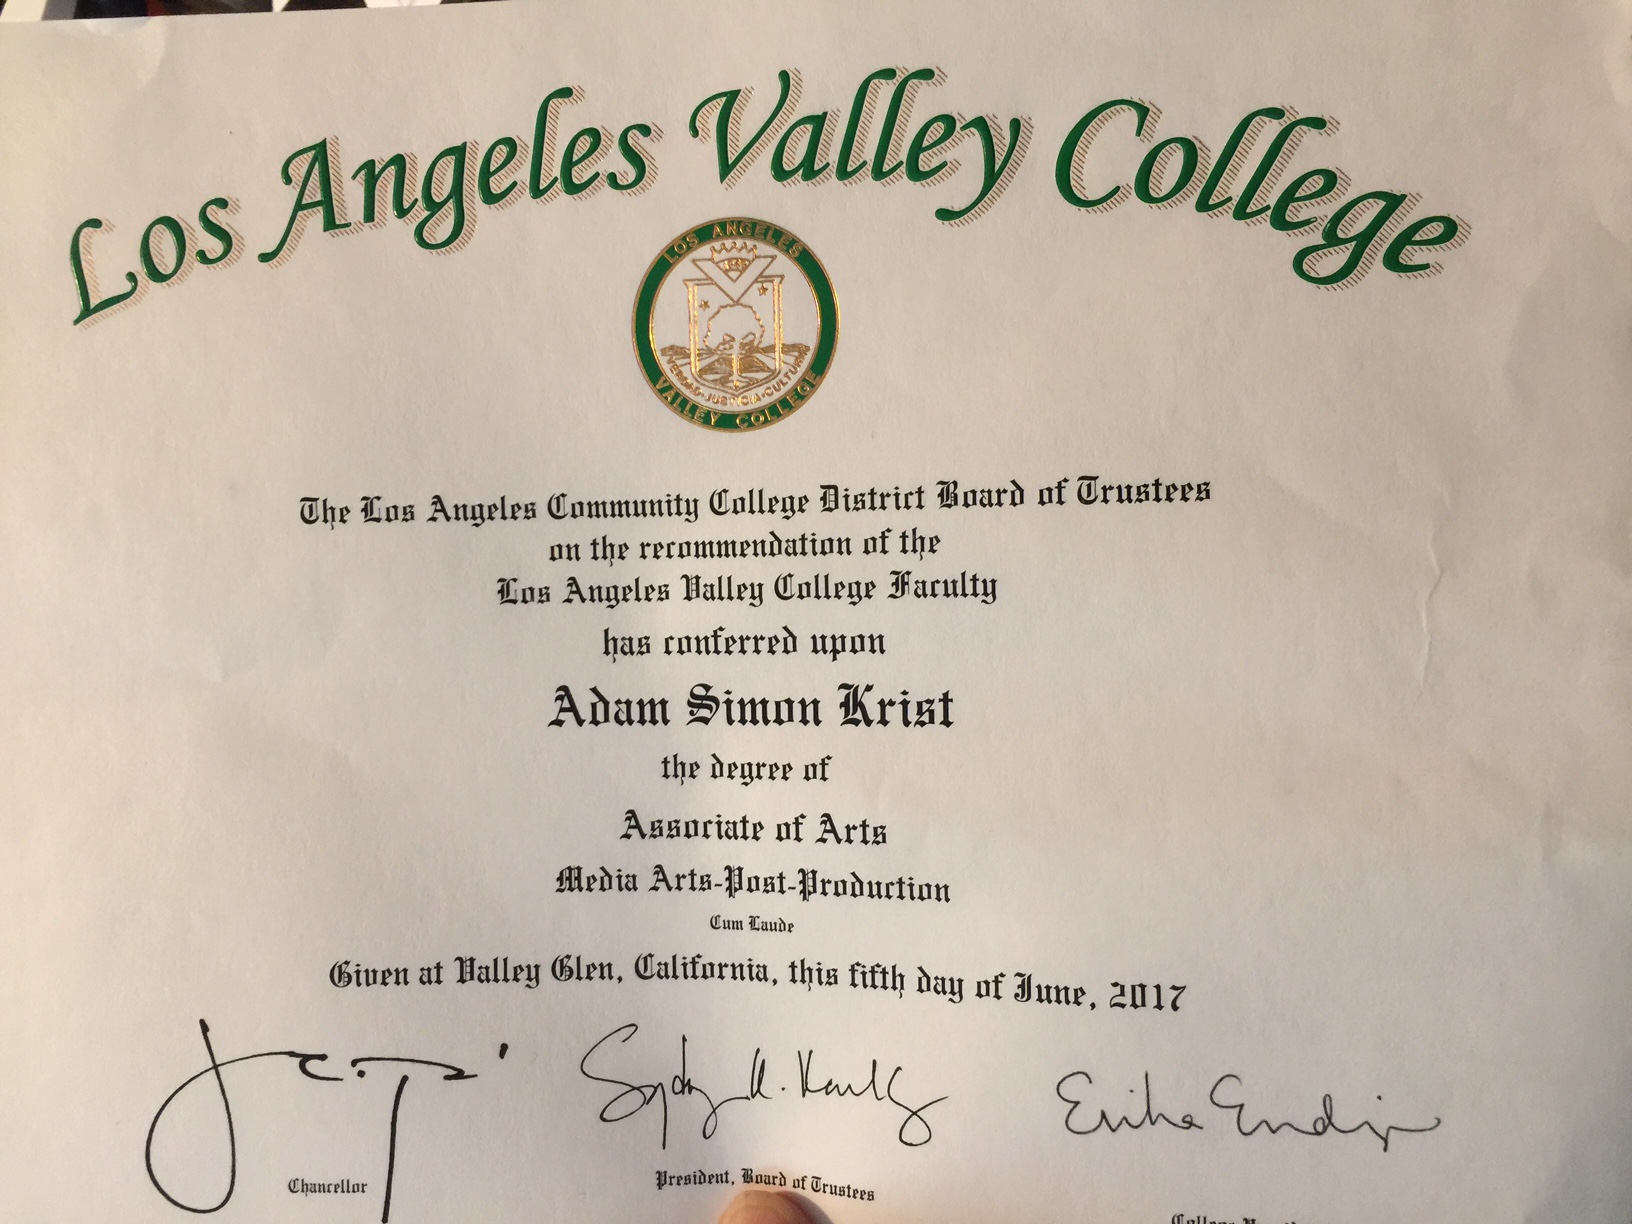 Los Angeles Valley College
LOS ANGELES
VALLEY COLLEGE
The Los Angeles Community College District Board of Trustees
on the recommendation of the
Los Angeles Valley College Faculty
has conferred upon
Adam Simon Krist
the degree of
Associate of Arts
Media Arts-Post-Production
Cum Laude
Given at Valley Glen, California, this fifth day of June, 2017
Chancellor
President, Board of Trustees
College